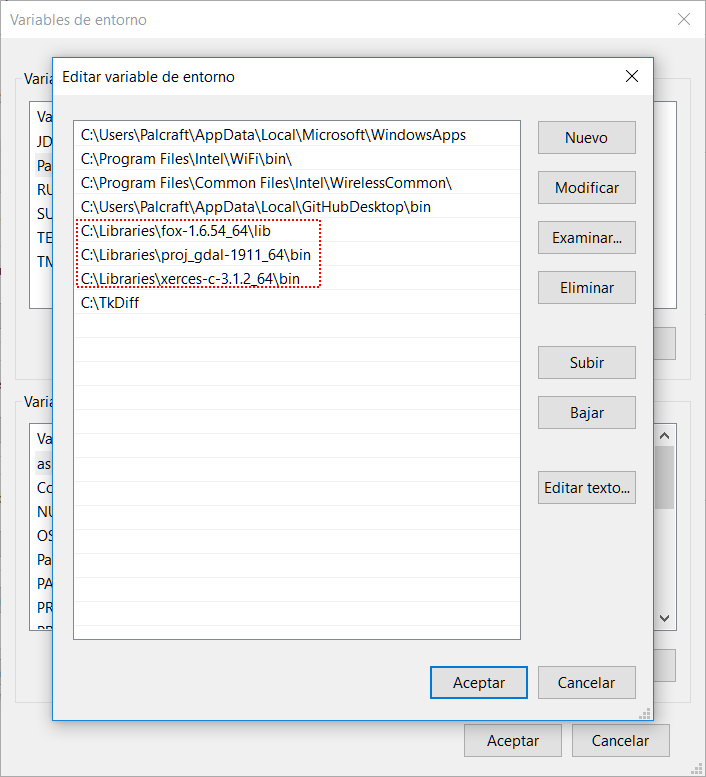 Variables de entorno
Editar variable de entorno
C:\Users\Palcraft\AppData\Local\Microsoft\WindowsApps
C:\Program Files\Intel\WiFi\bin\
C:\Program Files\Common Files\Intel\WirelessCommon\
C:\Users\Palcraft\AppData\Local\GitHubDesktop\bin
C:\Libraries\fox-1.6.54_64\lib
C:\Libraries\proj_gdal-1911_64\bin
C:\Libraries\xerces-c-3.1.2_64\bin
C:\TkDiff
Nuevo
Modificar
Examinar...
Eliminar
Subir
Bajar
Editar texto...
Aceptar
Cancelar
Varia
Va
JD
Pa
RU
SU
TE
TM
Varia
Va
as
Co
NU
OS
Pa
PA
PR
Aceptar
Cancelar